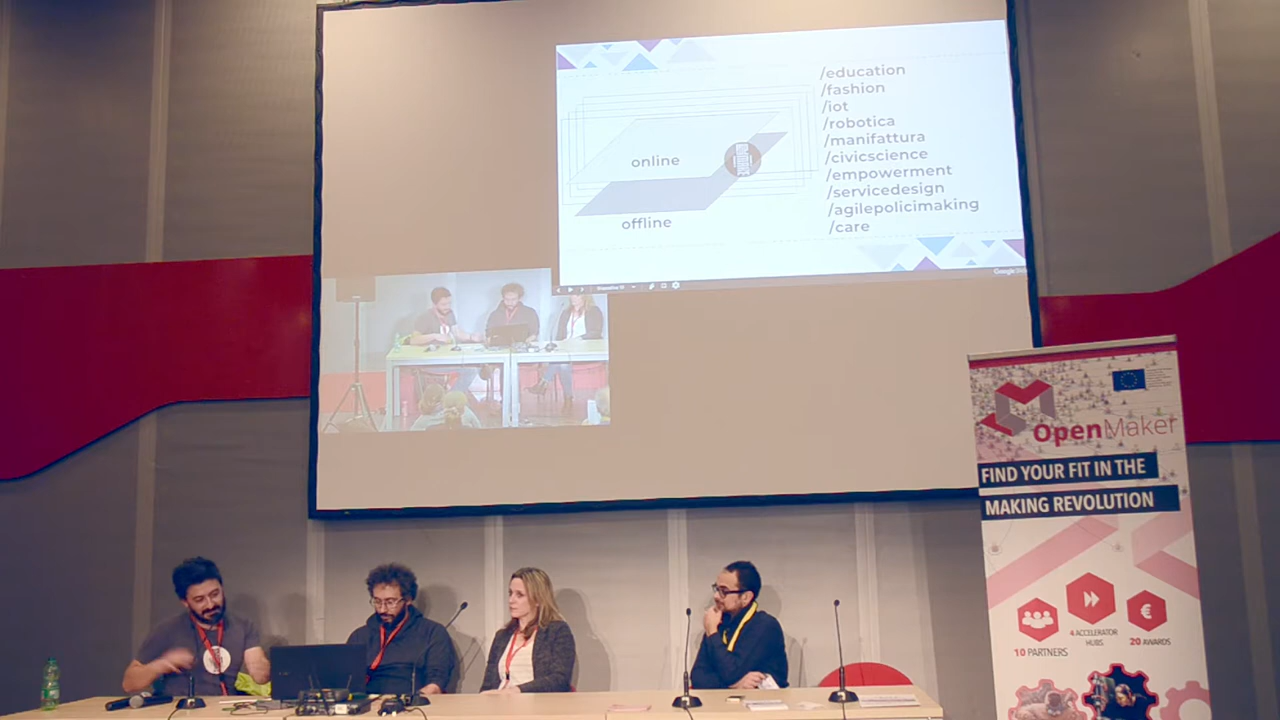 /education
/fashion
/iot
/robotica
/manifattura
/civicscience
/empowerment
/servicedesign
/agilepolicimaking
/care
online
offline
OpenMaker
FIND YOUR FIT IN THE
MAKING REVOLUTION
10 PARTNERS
4 ACCELERATOR
HUBS
20 AWARDS